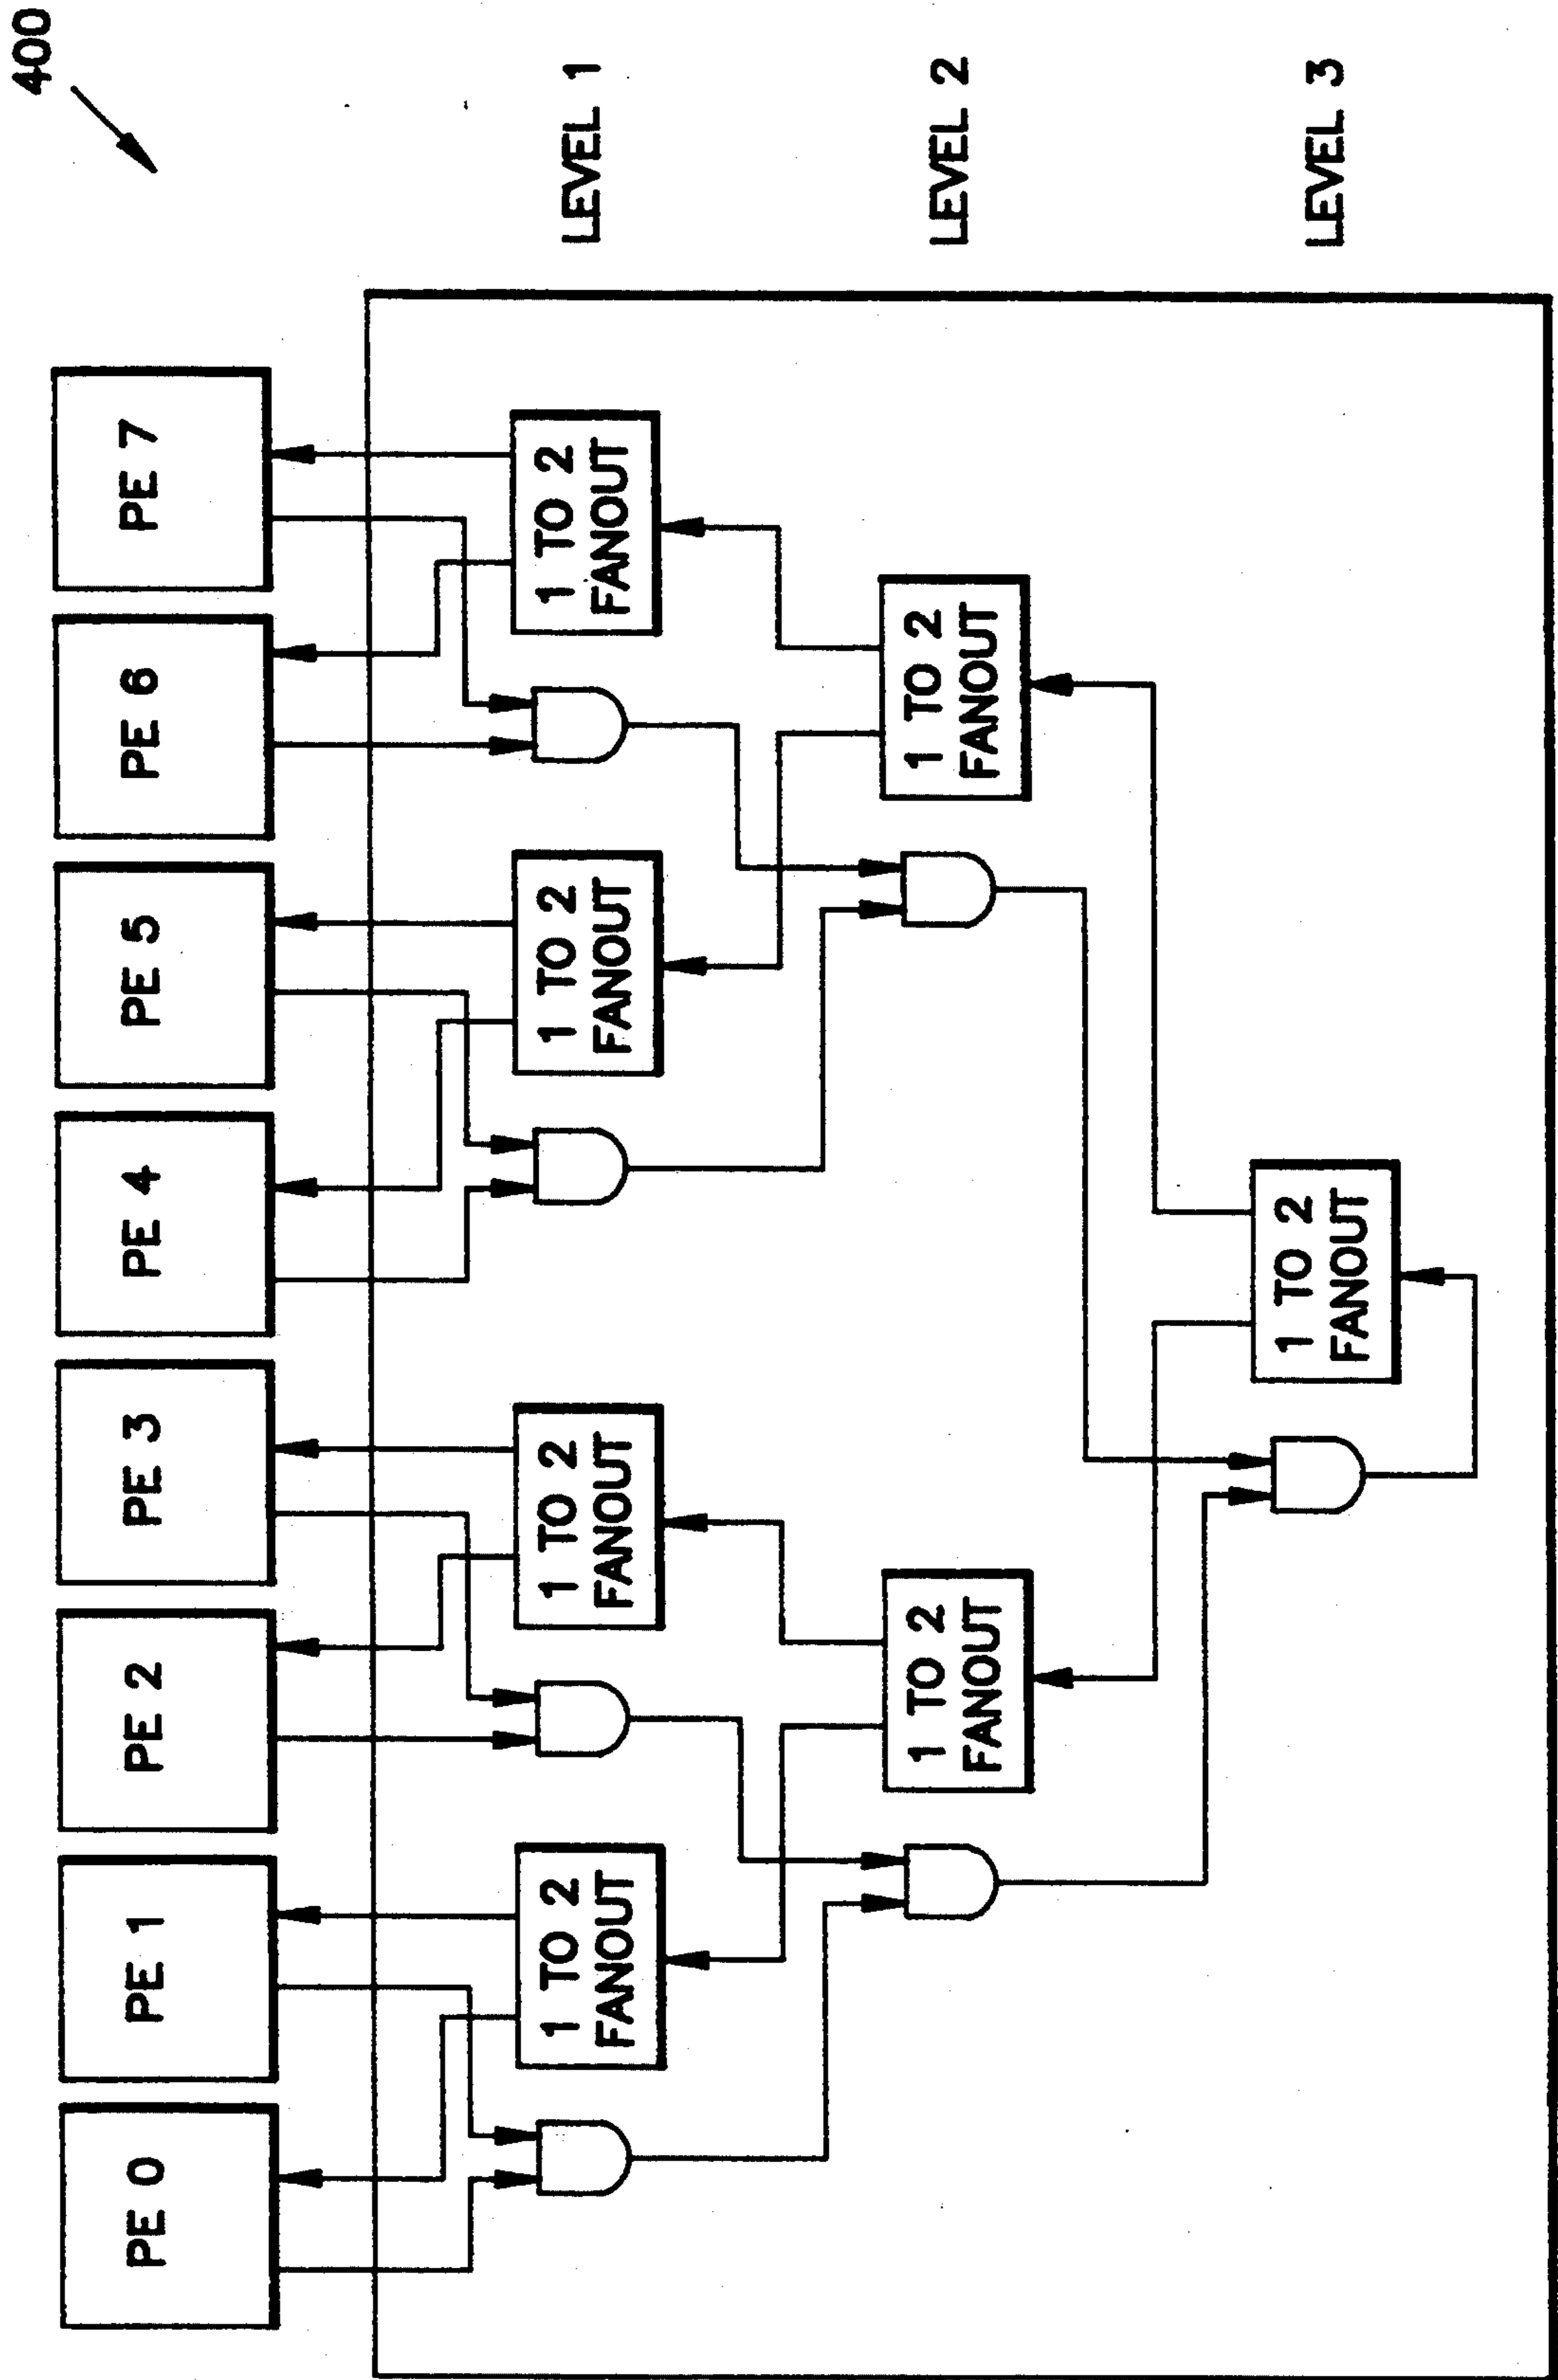 400
PE 0
PE 1
PE 2
PE 3
PE 4
PE 5
PE 6
PE 7
1 TO 2
FANOUT
1 TO 2
FANOUT
1 TO 2
FANOUT
1 TO 2
FANOUT
LEVEL 1
1 TO 2
FANOUT
1 TO 2
FANOUT
LEVEL 2
1 TO 2
FANOUT
LEVEL 3